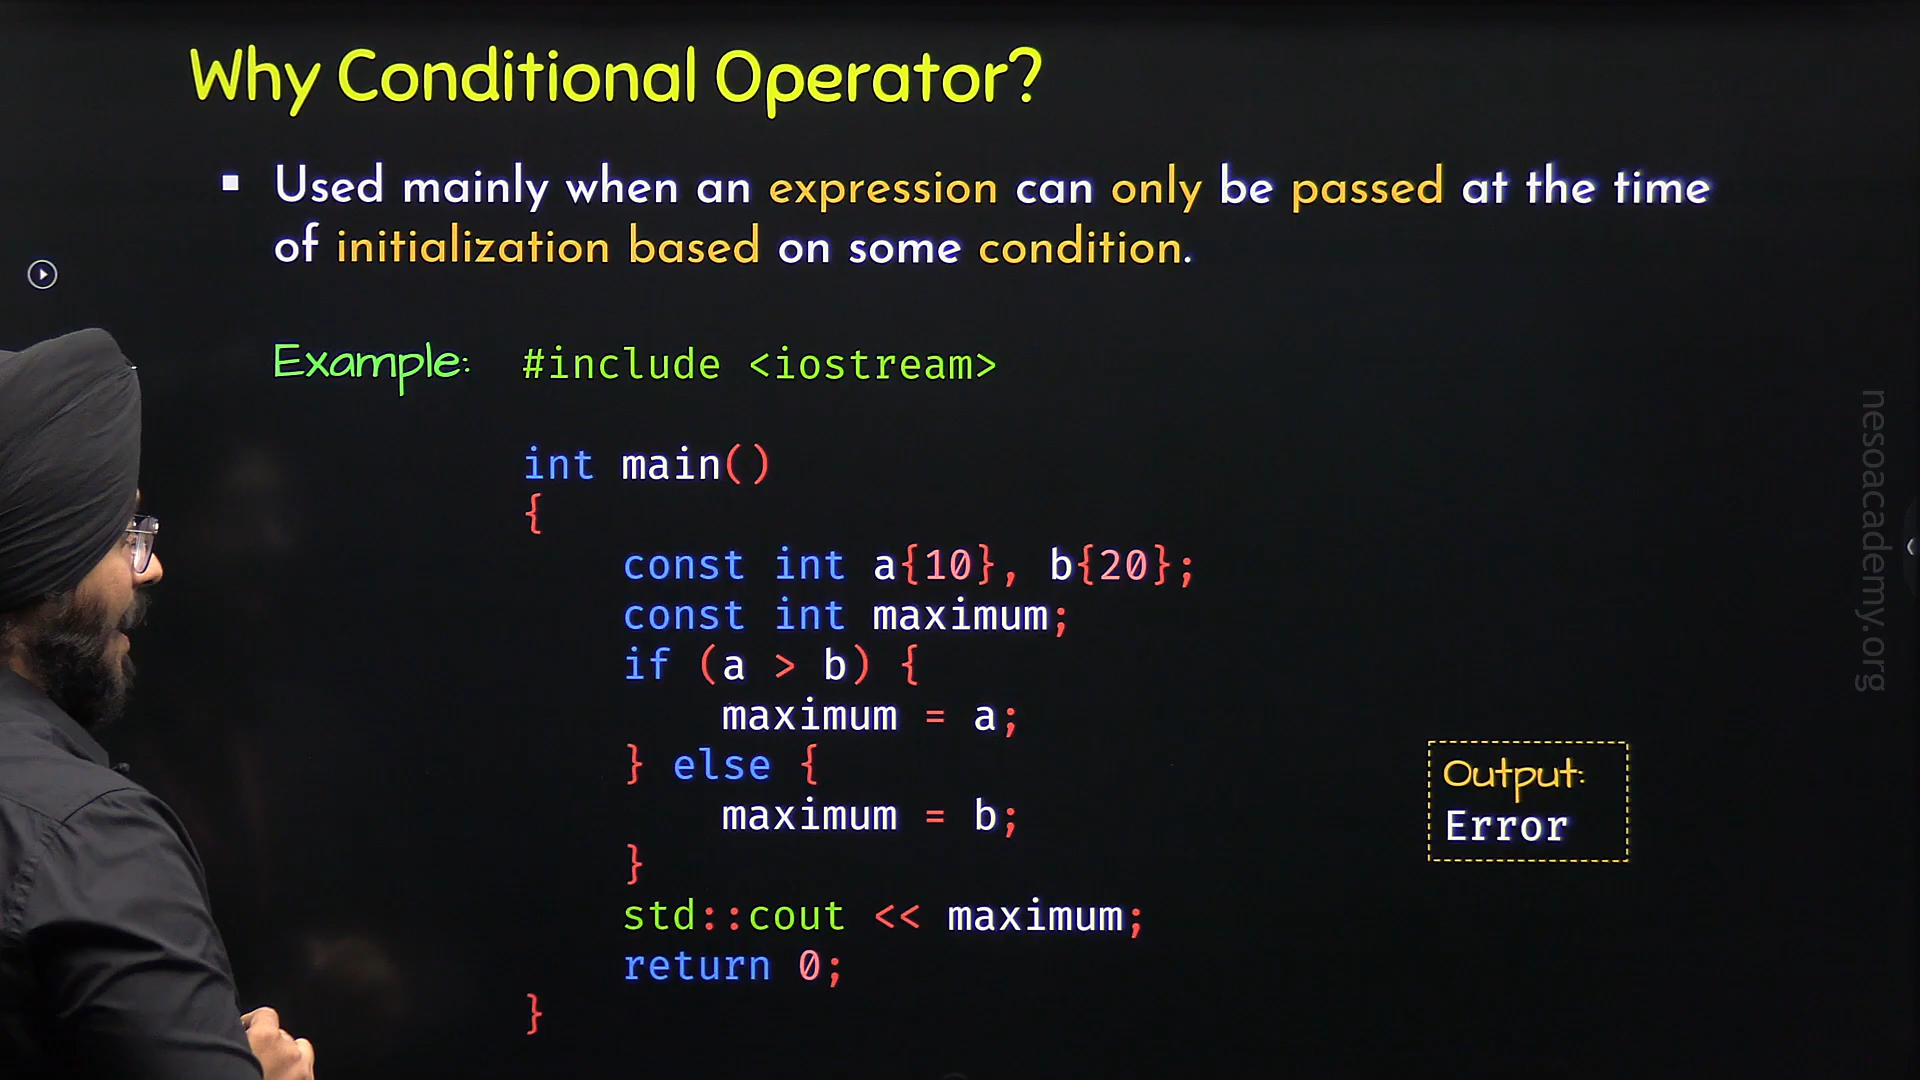 Why Conditional Operator?
▪ Used mainly when an expression can only be passed at the time
of initialization based on some condition.
Example: #include <iostream>
int main()
{
    const int a{10}, b{20};
    const int maximum;
    if (a > b) {
        maximum = a;
    } else {
        maximum = b;
    }
    std::cout << maximum;
    return 0;
}
Output:
Error
nesoacademy.org